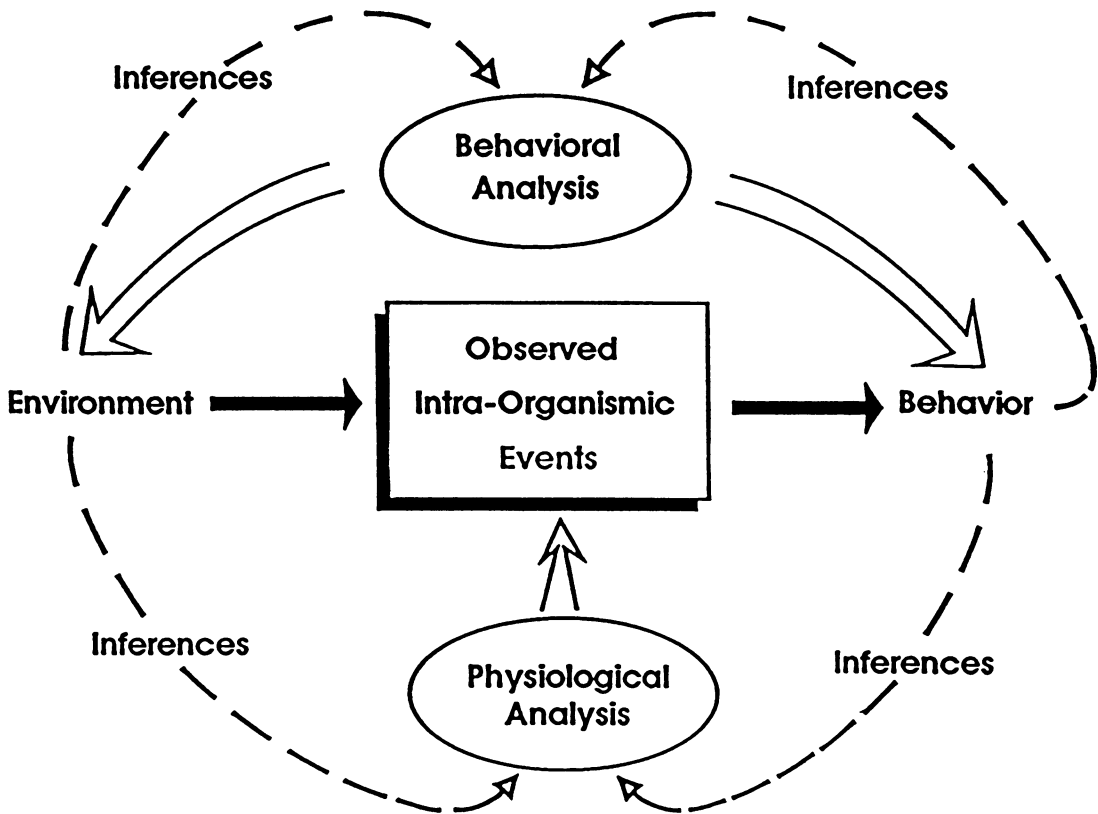 Inferences
Inferences
Behavioral
Analysis
Observed
Intra-Organismic
Events
Environment
Behavior
Inferences
Inferences
Physiological
Analysis